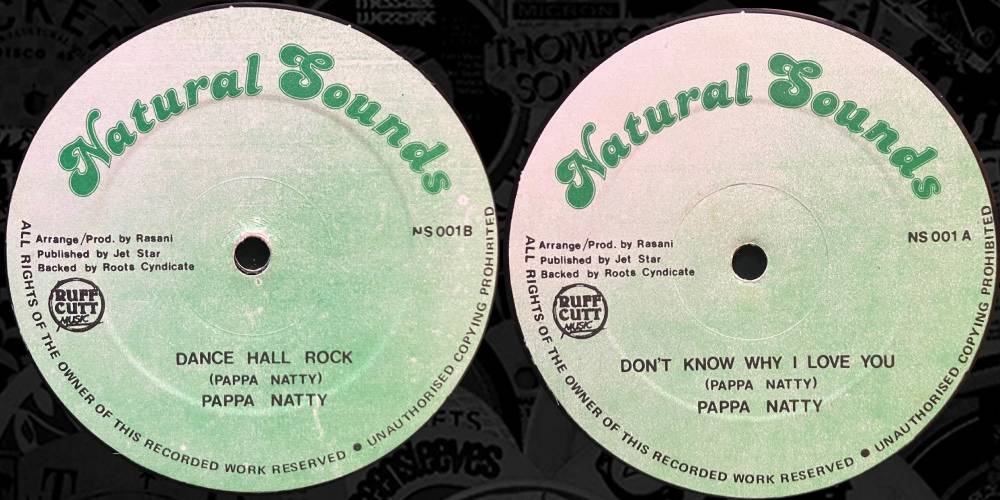 Natural Sounds
NS 001B
Arrange/Prod. by Rasani
Published by Jet Star
Backed by Roots Cyndicate
RUFF
CUTT
MUSIC
DANCE HALL ROCK
(PAPPA NATTY)
PAPPA NATTY
ALL RIGHTS OF THE OWNER OF THIS RECORDED WORK RESERVED ● UNAUTHORISED COPYING PROHIBITED
Natural Sounds
NS 001 A
Arrange/Prod. by Rasani
Published by Jet Star
Backed by Roots Cyndicate
RUFF
CUTT
MUSIC
DON'T KNOW WHY I LOVE YOU
(PAPPA NATTY)
PAPPA NATTY
ALL RIGHTS OF THE OWNER OF THIS RECORDED WORK RESERVED ● UNAUTHORISED COPYING PROHIBITED
MICRON